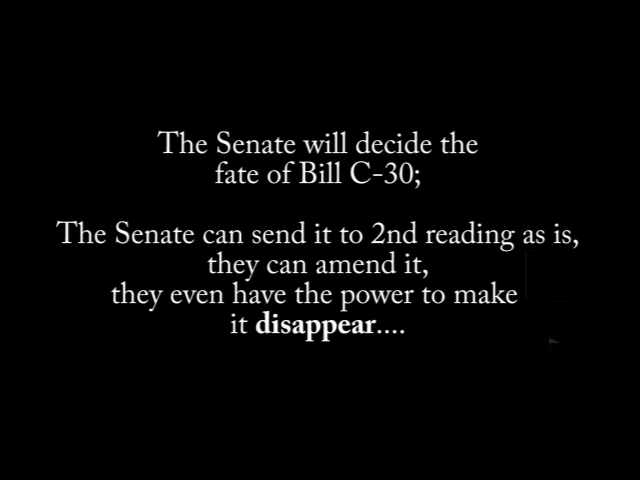 The Senate will decide the
fate of Bill C-30;
The Senate can send it to 2nd reading as is,
they can amend it,
they even have the power to make
it disappear....